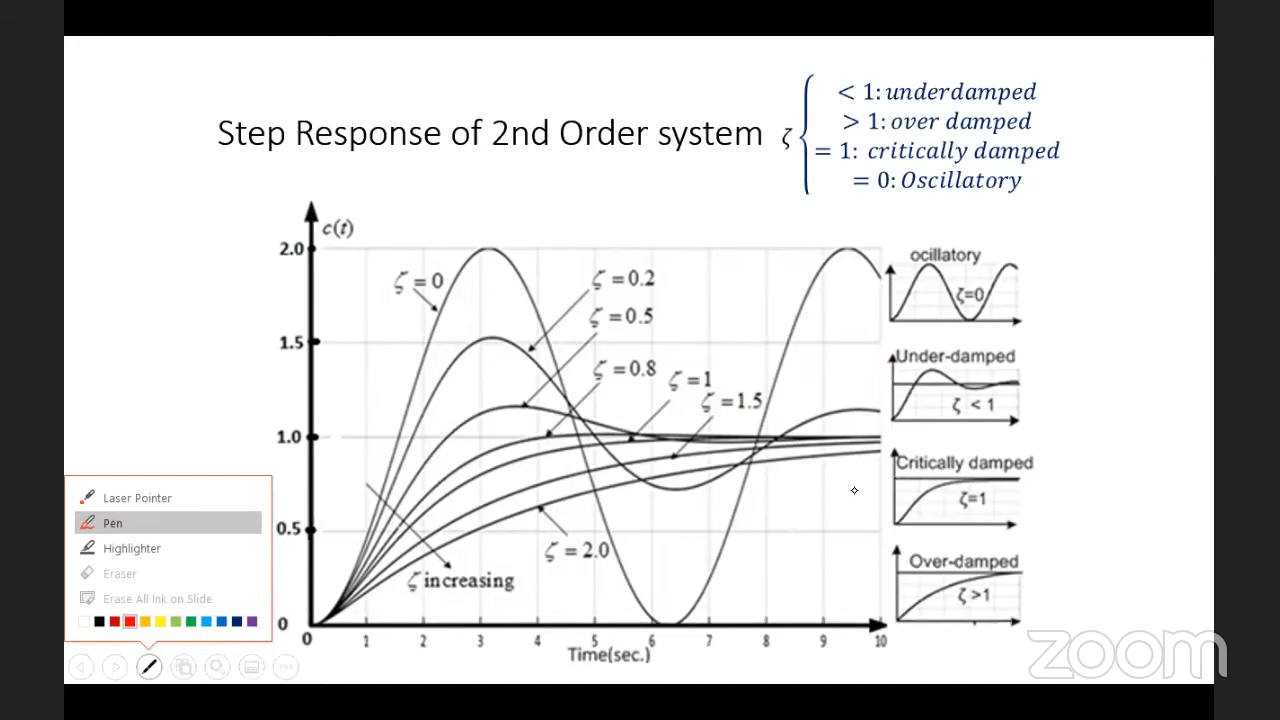 < 1: underdamped
Step Response of 2nd Order system ζ
> 1: over damped
= 1: critically damped
= 0: Oscillatory
c(t)
2.0
1.5
1.0
0.5
0
ζ = 0
ζ = 0.2
ζ = 0.5
ζ = 0.8
ζ = 1
ζ = 1.5
ζ = 2.0
ζ increasing
0 1 2 3 4 5 6 7 8 9 10
Time(sec.)
ocillatory
ζ=0
Under-damped
ζ < 1
Critically damped
ζ=1
Over-damped
ζ >1
Laser Pointer
Pen
Highlighter
Eraser
Erase All Ink on Slide
zoom